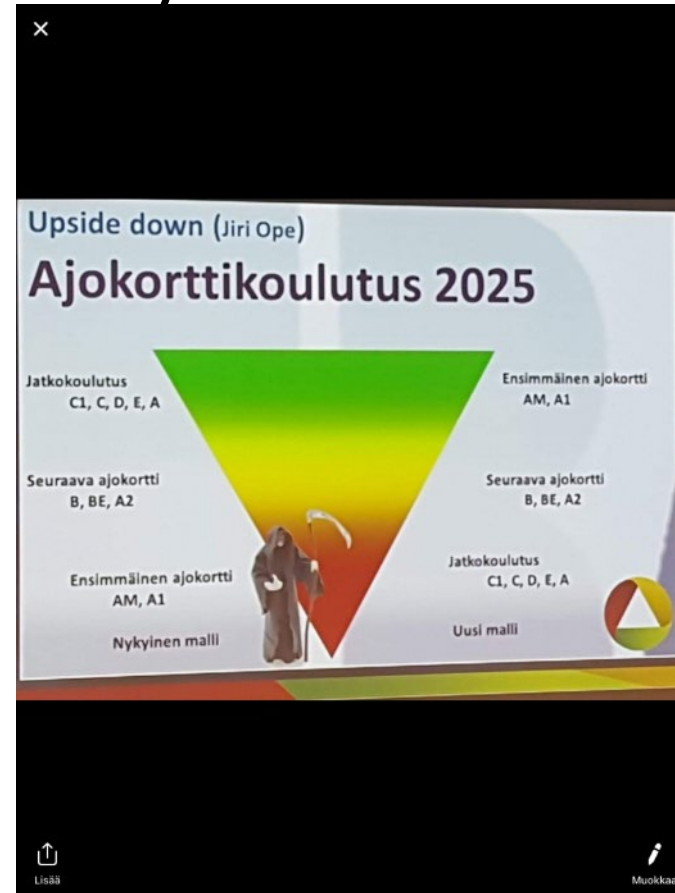 Upside down (Jiri Ope)
Ajokorttikoulutus 2025
Jatkokoulutus
C1, C, D, E, A
Seuraava ajokortti
B, BE, A2
Ensimmäinen ajokortti
AM, A1
Nykyinen malli
Ensimmäinen ajokortti
AM, A1
Seuraava ajokortti
B, BE, A2
Jatkokoulutus
C1, C, D, E, A
Uusi malli
Lisää
Muokkaa